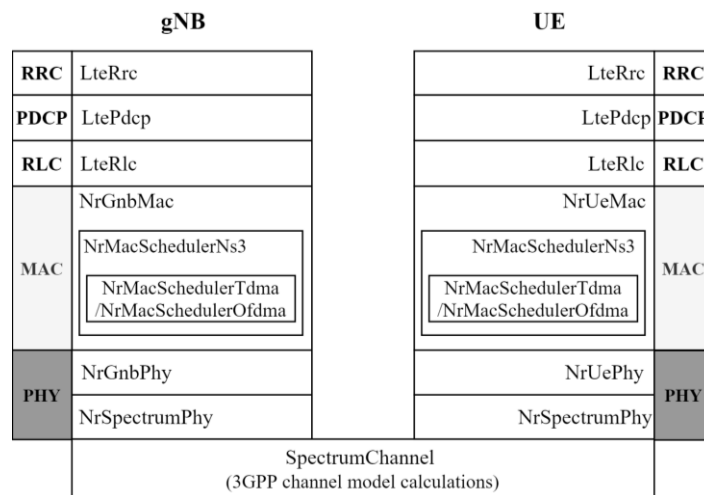 gNB
UE
RRC LteRrc
LteRrc RRC
PDCP LtePdcp
LtePdcp PDCP
RLC LteRlc
LteRlc RLC
NrGnbMac
NrUeMac
MAC
NrMacSchedulerNs3
NrMacSchedulerTdma
/NrMacSchedulerOfdma
NrMacSchedulerNs3
NrMacSchedulerTdma
/NrMacSchedulerOfdma
MAC
PHY
NrGnbPhy
NrSpectrumPhy
NrUePhy
NrSpectrumPhy
PHY
SpectrumChannel
(3GPP channel model calculations)